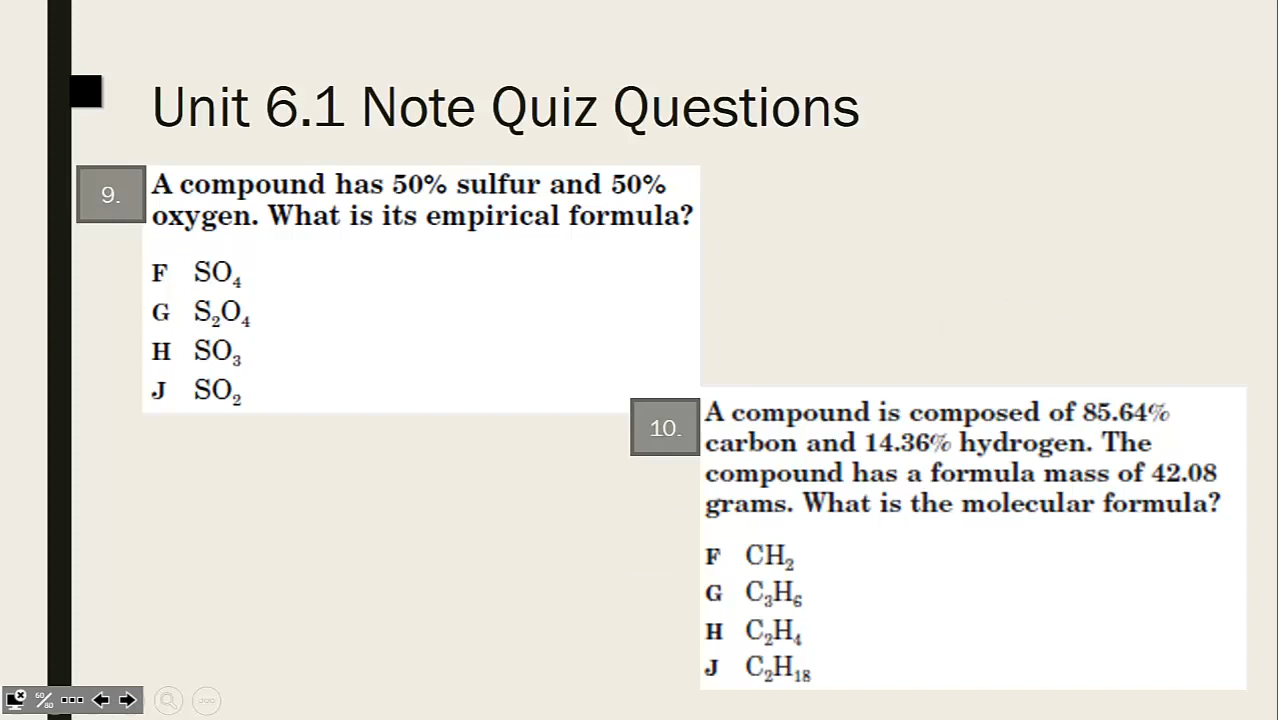 Unit 6.1 Note Quiz Questions
9.
A compound has 50% sulfur and 50%
oxygen. What is its empirical formula?
F SO₄
G S₂O₄
H SO₃
J SO₂
10.
A compound is composed of 85.64%
carbon and 14.36% hydrogen. The
compound has a formula mass of 42.08
grams. What is the molecular formula?
F CH₂
G C₃H₆
H C₂H₄
J C₂H₁₈
60/80